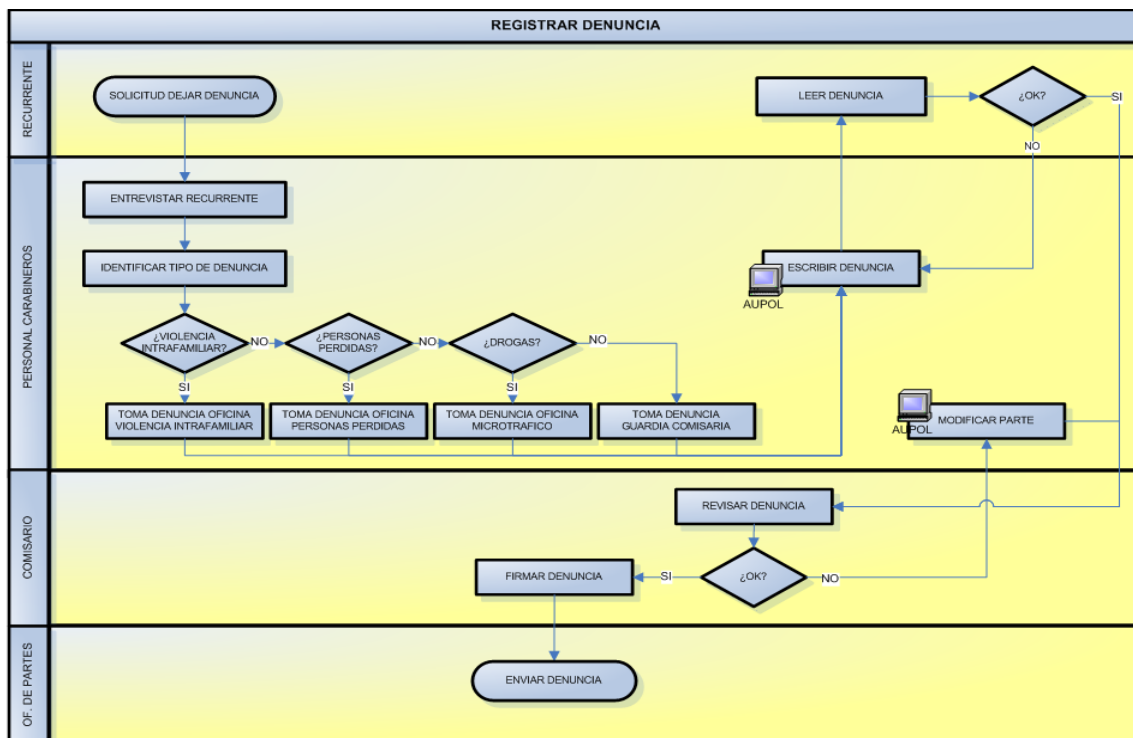 REGISTRAR DENUNCIA
RECURRENTE
SOLICITUD DEJAR DENUNCIA
LEER DENUNCIA
¿OK?
SI
NO
PERSONAL CARABINEROS
ENTREVISTAR RECURRENTE
IDENTIFICAR TIPO DE DENUNCIA
ESCRIBIR DENUNCIA
AUPOL
¿VIOLENCIA
INTRAFAMILIAR?
NO
¿PERSONAS
PERDIDAS?
NO
¿DROGAS?
NO
SI
SI
SI
TOMA DENUNCIA OFICINA
VIOLENCIA INTRAFAMILIAR
TOMA DENUNCIA OFICINA
PERSONAS PERDIDAS
TOMA DENUNCIA OFICINA
MICROTRAFICO
TOMA DENUNCIA
GUARDIA COMISARIA
MODIFICAR PARTE
AUPOL
COMISARIO
REVISAR DENUNCIA
¿OK?
NO
SI
FIRMAR DENUNCIA
OF. DE PARTES
ENVIAR DENUNCIA